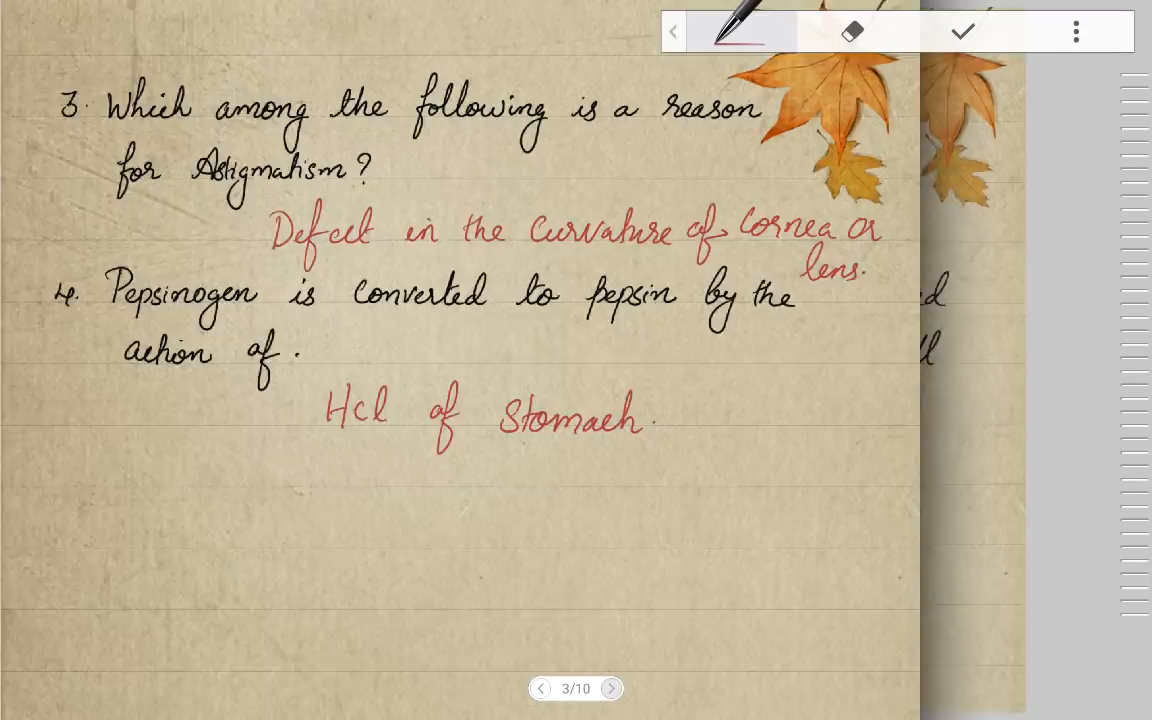 3. Which among the following is a reason
for Astigmatism?
Defect in the curvature of Cornea or
lens.
4. Pepsinogen is converted to pepsin by the
action of.
Hcl of Stomach.
3/10